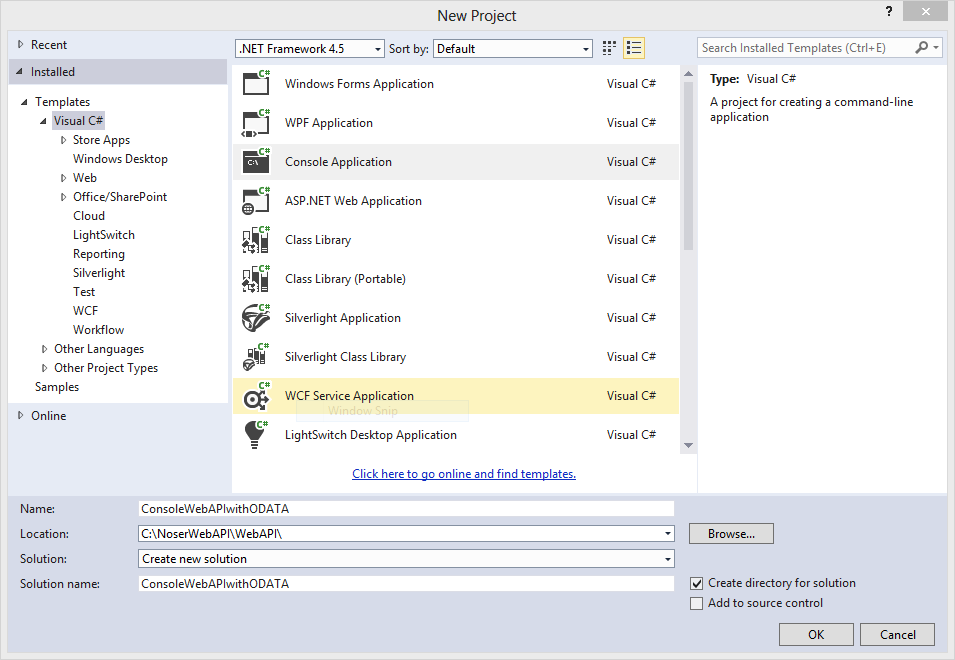 New Project
?
Recent
Installed
Templates
Visual C#
Store Apps
Windows Desktop
Web
Office/SharePoint
Cloud
LightSwitch
Reporting
Silverlight
Test
WCF
Workflow
Other Languages
Other Project Types
Samples
Online
.NET Framework 4.5 Sort by: Default
C# Windows Forms Application Visual C#
C# WPF Application Visual C#
C# C:\ Console Application Visual C#
C# ASP.NET Web Application Visual C#
C# Class Library Visual C#
C# Class Library (Portable) Visual C#
C# Silverlight Application Visual C#
C# Silverlight Class Library Visual C#
C# WCF Service Application Visual C#
Window Snip
C# LightSwitch Desktop Application Visual C#
Click here to go online and find templates.
Search Installed Templates (Ctrl+E)
Type: Visual C#
A project for creating a command-line
application
Name: ConsoleWebAPIwithODATA
Location: C:\NoserWebAPI\WebAPI\ Browse...
Solution: Create new solution
Solution name: ConsoleWebAPIwithODATA
Create directory for solution
Add to source control
OK Cancel